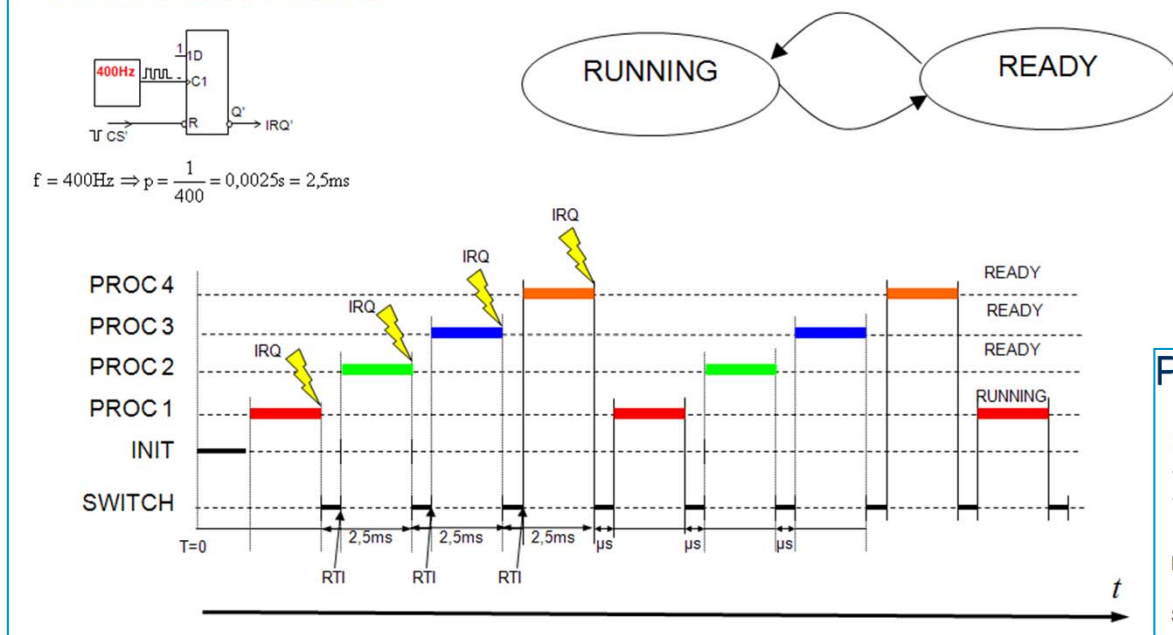 1
1D
400Hz
C1
CS'
R
Q'
IRQ'
RUNNING
READY
f = 400Hz ⇒ p = 1/400 = 0,0025s = 2,5ms
IRQ
IRQ
IRQ
IRQ
PROC 4
READY
PROC 3
READY
PROC 2
READY
PROC 1
RUNNING
INIT
SWITCH
T=0
2,5ms
2,5ms
2,5ms
µs
µs
µs
RTI
RTI
RTI
t
P